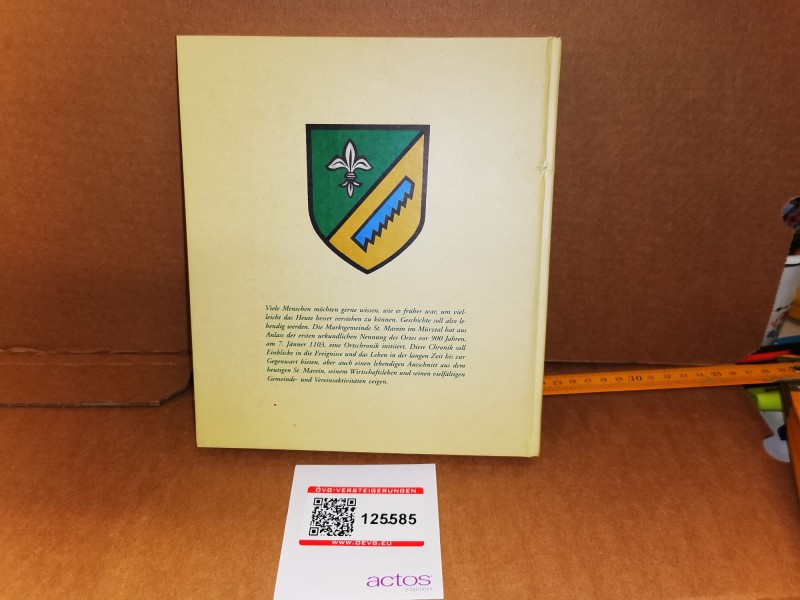 Viele Menschen möchten gerne wissen, wie es früher war, um viel-
leicht das Heute besser verstehen zu können. Geschichte soll also le-
bendig werden. Die Marktgemeinde St. Marein im Mürztal hat aus
Anlass der ersten urkundlichen Nennung des Ortes vor 900 Jahren,
am 7. Jänner 1103, eine Ortschronik initiiert. Diese Chronik soll
Einblicke in die Ereignisse und das Leben in der langen Zeit bis zur
Gegenwart bieten, aber auch einen lebendigen Ausschnitt aus dem
heutigen St. Marein, seinem Wirtschaftsleben und seinen vielfältigen
Gemeinde- und Vereinsaktivitäten zeigen.
25 30
ÖVG-VERSTEIGERUNGEN
125585
WWW.OEVG.EU
actos